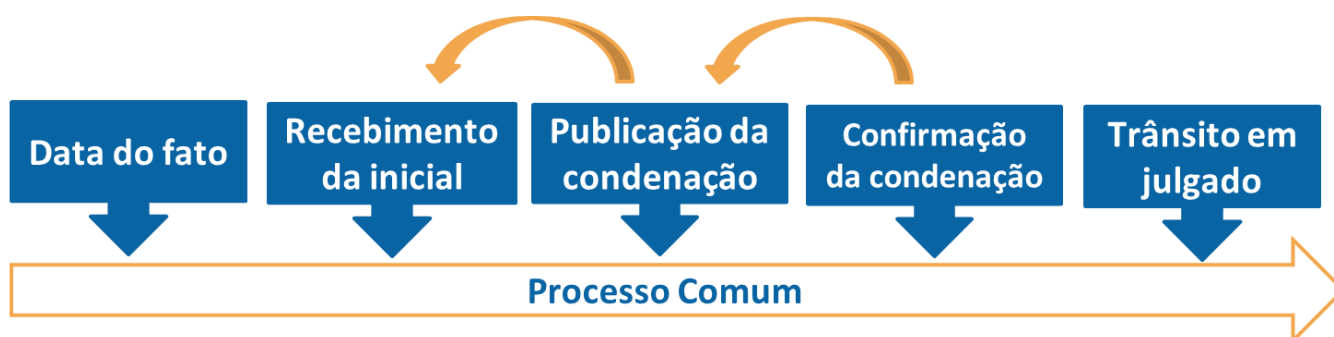 Data do fato
Recebimento
da inicial
Publicação da
condenação
Confirmação
da condenação
Trânsito em
julgado
Processo Comum